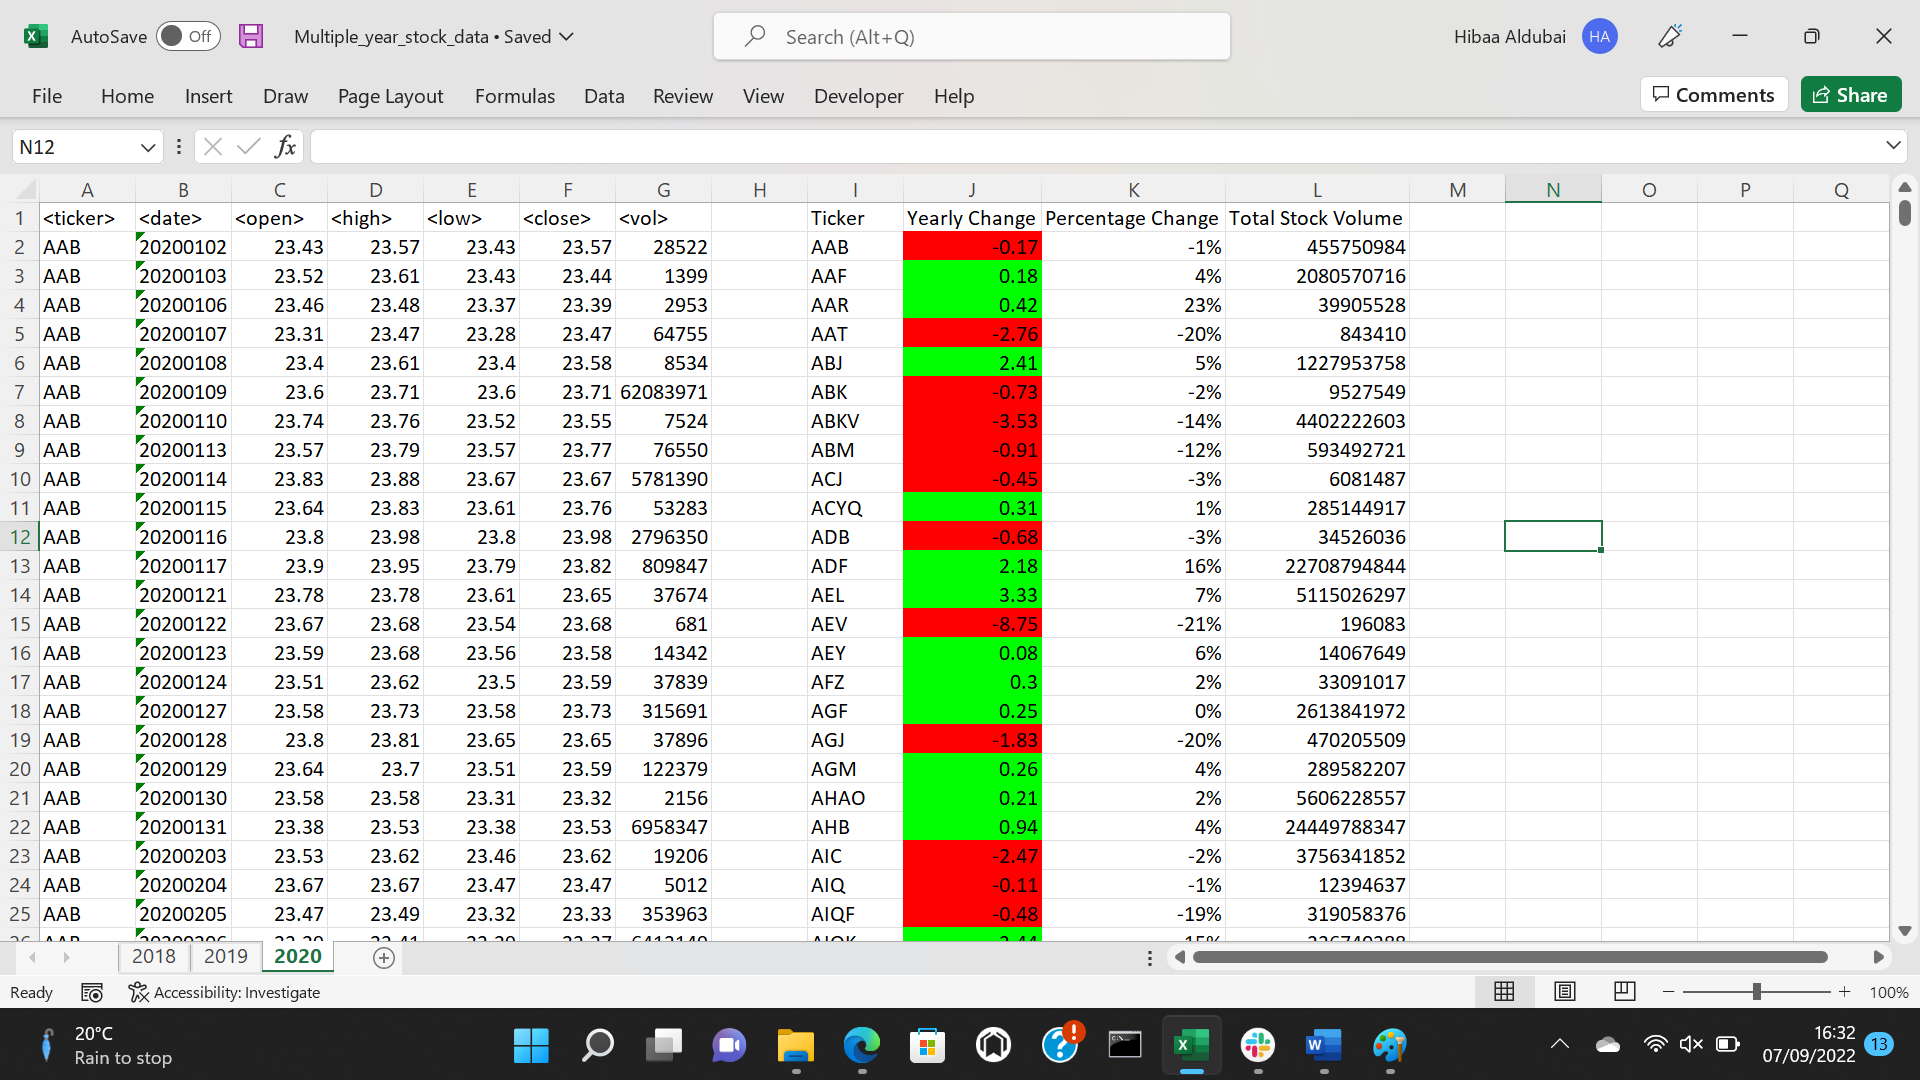 AutoSave Off Multiple_year_stock_data • Saved Search (Alt+Q) Hibaa Aldubai HA
File Home Insert Draw Page Layout Formulas Data Review View Developer Help Comments Share
N12 fx
A B C D E F G H I J K L M N O P Q
1 <ticker> <date> <open> <high> <low> <close> <vol> Ticker Yearly Change Percentage Change Total Stock Volume
2 AAB 20200102 23.43 23.57 23.43 23.57 28522 AAB -0.17 -1% 455750984
3 AAB 20200103 23.52 23.61 23.43 23.44 1399 AAF 0.18 4% 2080570716
4 AAB 20200106 23.46 23.48 23.37 23.39 2953 AAR 0.42 23% 39905528
5 AAB 20200107 23.31 23.47 23.28 23.47 64755 AAT -2.76 -20% 843410
6 AAB 20200108 23.4 23.61 23.4 23.58 8534 ABJ 2.41 5% 1227953758
7 AAB 20200109 23.6 23.71 23.6 23.71 62083971 ABK -0.73 -2% 9527549
8 AAB 20200110 23.74 23.76 23.52 23.55 7524 ABKV -3.53 -14% 4402222603
9 AAB 20200113 23.57 23.79 23.57 23.77 76550 ABM -0.91 -12% 593492721
10 AAB 20200114 23.83 23.88 23.67 23.67 5781390 ACJ -0.45 -3% 6081487
11 AAB 20200115 23.64 23.83 23.61 23.76 53283 ACYQ 0.31 1% 285144917
12 AAB 20200116 23.8 23.98 23.8 23.98 2796350 ADB -0.68 -3% 34526036
13 AAB 20200117 23.9 23.95 23.79 23.82 809847 ADF 2.18 16% 22708794844
14 AAB 20200121 23.78 23.78 23.61 23.65 37674 AEL 3.33 7% 5115026297
15 AAB 20200122 23.67 23.68 23.54 23.68 681 AEV -8.75 -21% 196083
16 AAB 20200123 23.59 23.68 23.56 23.58 14342 AEY 0.08 6% 14067649
17 AAB 20200124 23.51 23.62 23.5 23.59 37839 AFZ 0.3 2% 33091017
18 AAB 20200127 23.58 23.73 23.58 23.73 315691 AGF 0.25 0% 2613841972
19 AAB 20200128 23.8 23.81 23.65 23.65 37896 AGJ -1.83 -20% 470205509
20 AAB 20200129 23.64 23.7 23.51 23.59 122379 AGM 0.26 4% 289582207
21 AAB 20200130 23.58 23.58 23.31 23.32 2156 AHAO 0.21 2% 5606228557
22 AAB 20200131 23.38 23.53 23.38 23.53 6958347 AHB 0.94 4% 24449788347
23 AAB 20200203 23.53 23.62 23.46 23.62 19206 AIC -2.47 -2% 3756341852
24 AAB 20200204 23.67 23.67 23.47 23.47 5012 AIQ -0.11 -1% 12394637
25 AAB 20200205 23.47 23.49 23.32 23.33 353963 AIQF -0.48 -19% 319058376
2018 2019 2020
Ready Accessibility: Investigate 100%
20°C 16:32
Rain to stop 07/09/2022 13